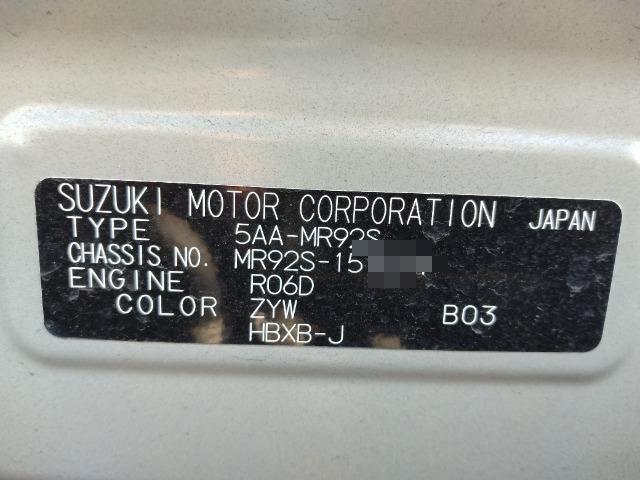 SUZUKI MOTOR CORPORATION JAPAN
TYPE 5AA-MR92S
CHASSIS NO. MR92S-15
ENGINE R06D
COLOR ZYW B03
HBXB-J